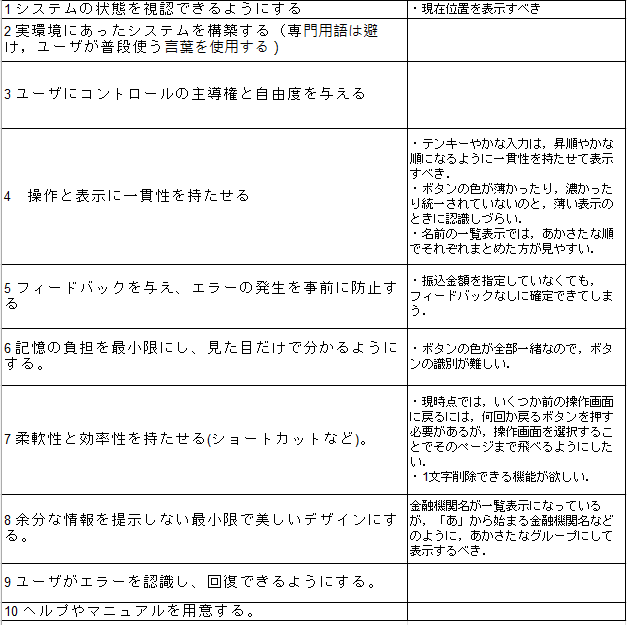 1システムの状態を視認できるようにする
・現在位置を表示すべき
2 実環境にあったシステムを構築する（専門用語は避
け，ユーザが普段使う言葉を使用する )
3 ユーザにコントロールの主導権と自由度を与える
4　操作と表示に一貫性を持たせる
・テンキーやかな入力は，昇順やかな
順になるように一貫性を持たせて表示
すべき．
・ボタンの色が薄かったり，濃かった
り統一されていないのと，薄い表示の
ときに認識しづらい．
・名前の一覧表示では，あかさたな順
でそれぞれまとめた方が見やすい．
5 フィードバックを与え、エラーの発生を事前に防止す
る
・振込金額を指定していなくても，
フィードバックなしに確定できてしま
う．
6 記憶の負担を最小限にし、見た目だけで分かるように
する。
・ボタンの色が全部一緒なので，ボタ
ンの識別が難しい．
7 柔軟性と効率性を持たせる(ショートカットなど)。
・現時点では，いくつか前の操作画面
に戻るには，何回か戻るボタンを押す
必要があるが，操作画面を選択するこ
とでそのページまで飛べるようにした
い．
・1文字削除できる機能が欲しい．
8 余分な情報を提示しない最小限で美しいデザインにす
る。
金融機関名が一覧表示になっている
が，「あ」から始まる金融機関名など
のように，あかさたなグループにして
表示するべき．
9 ユーザがエラーを認識し、回復できるようにする。
10 ヘルプやマニュアルを用意する。